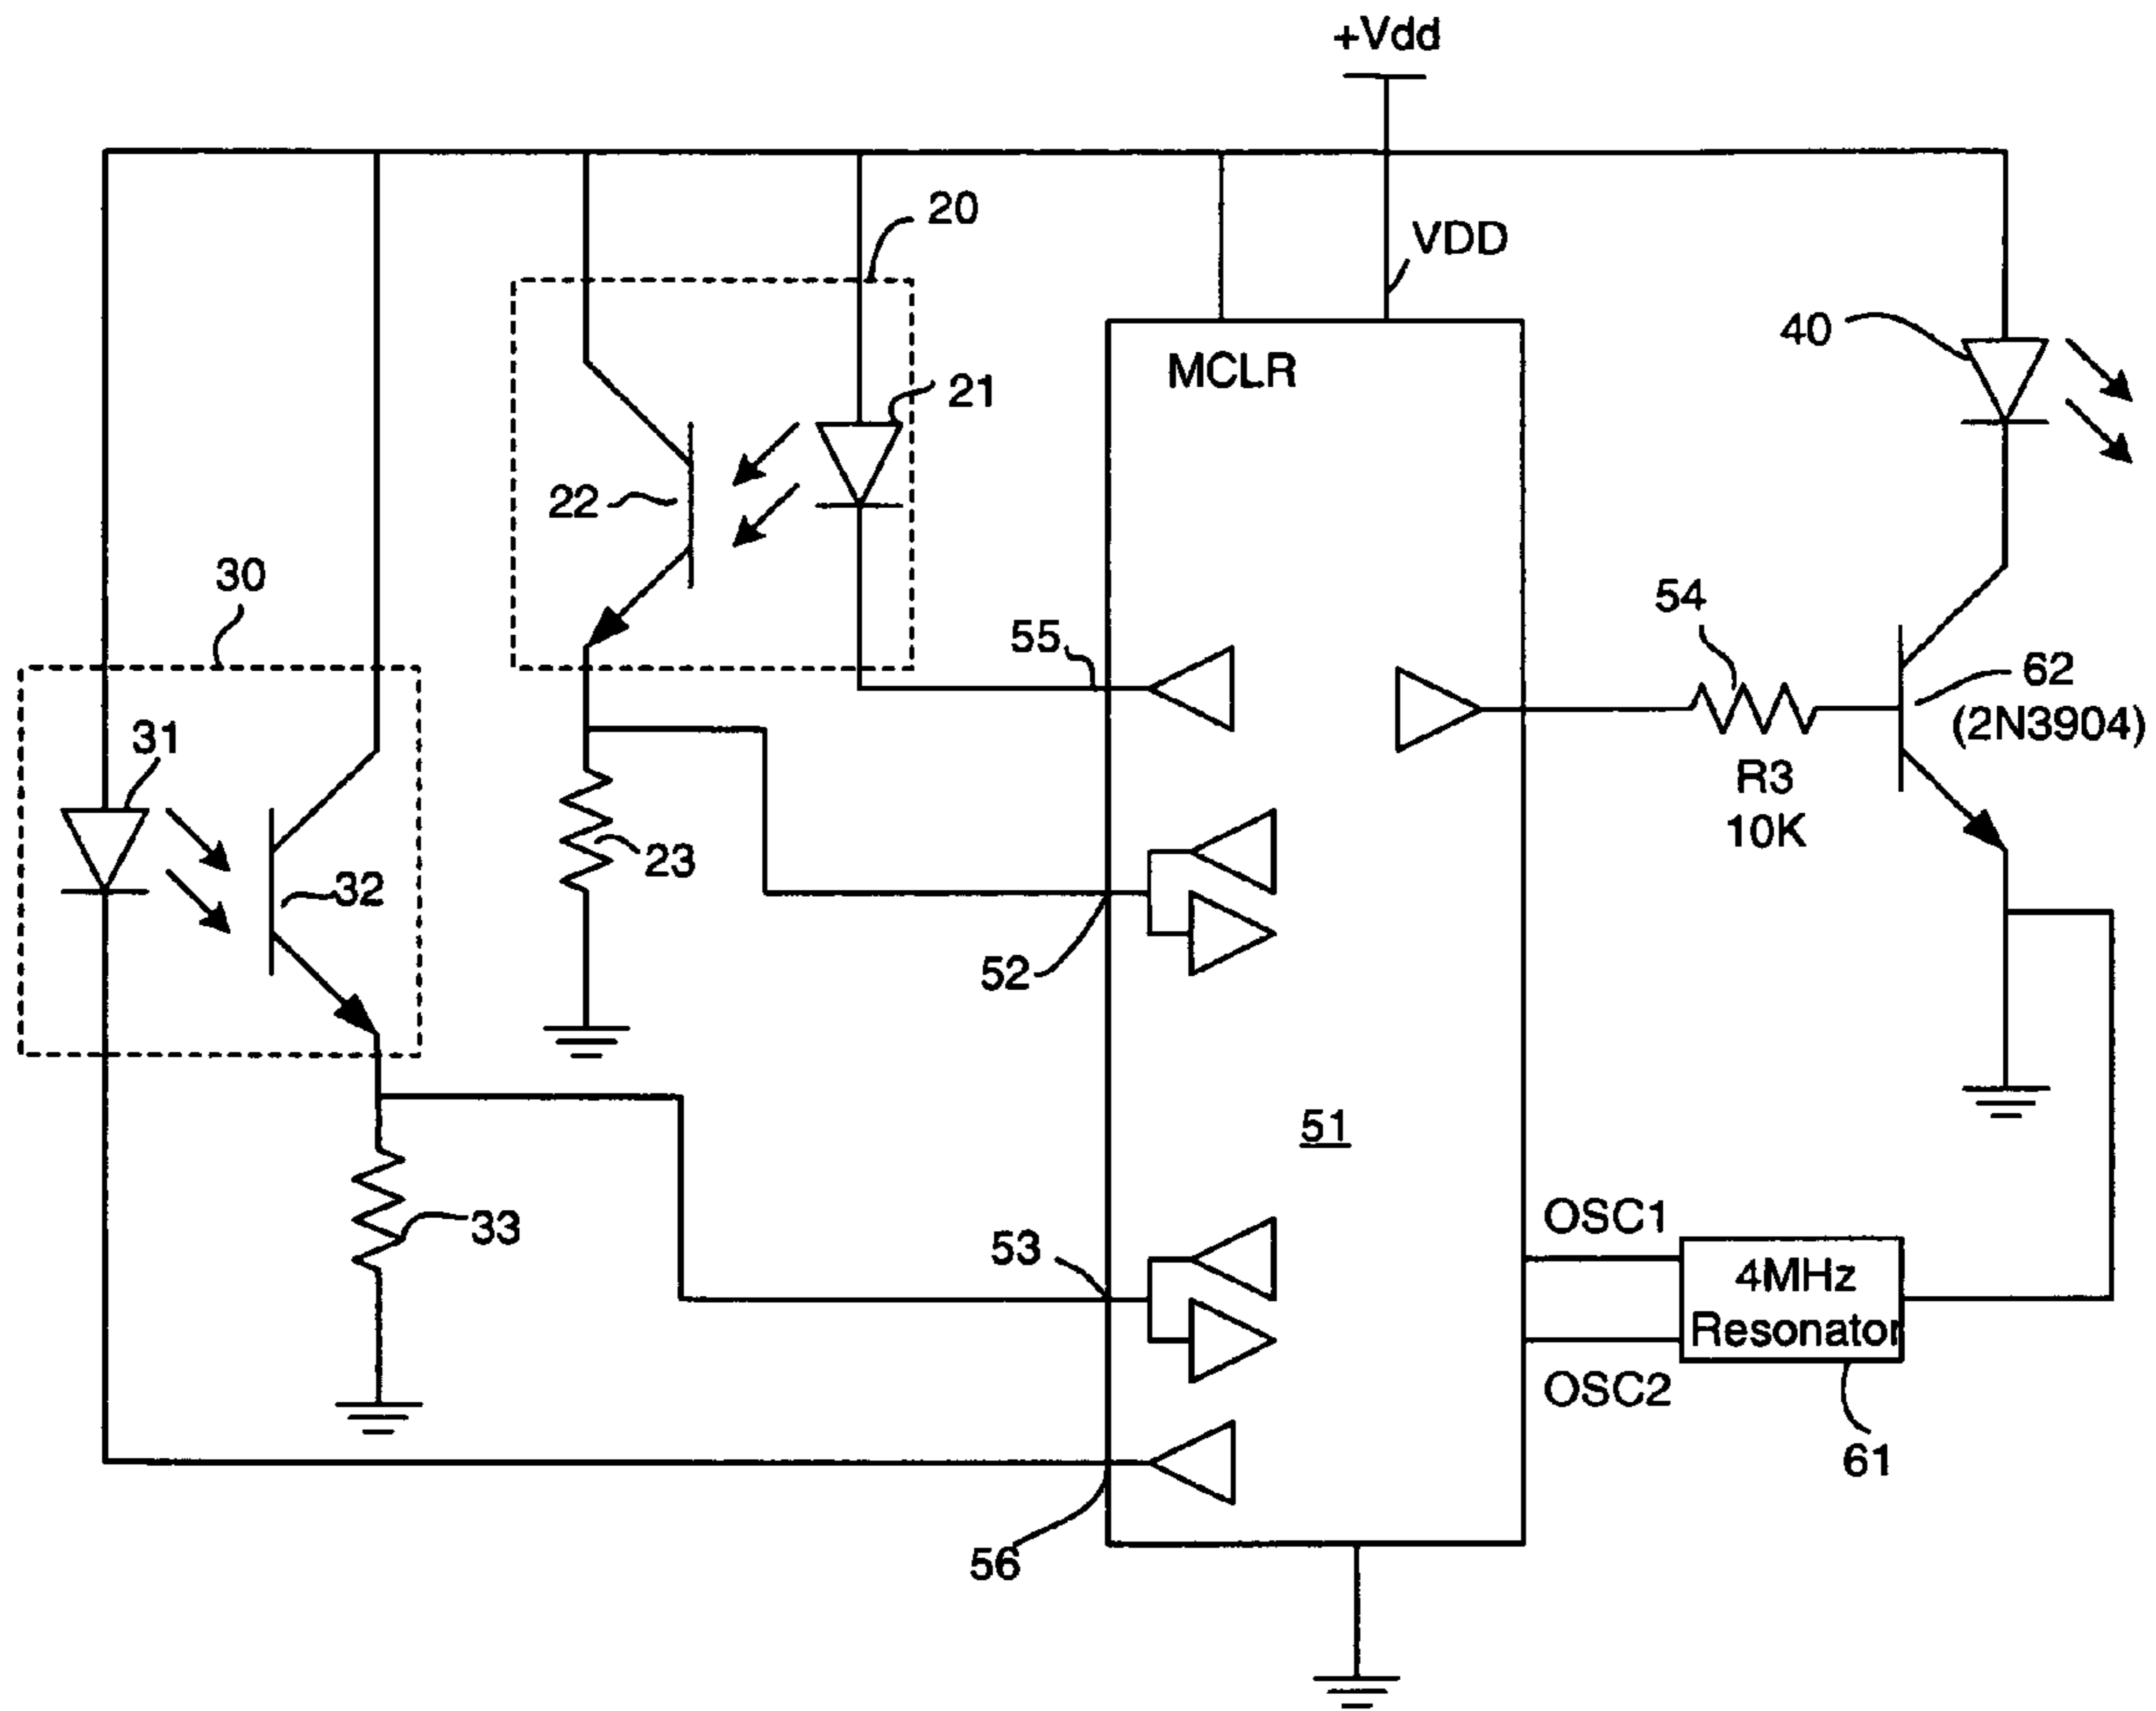 +Vdd
20
VDD
40
MCLR
21
22
30
54
55
62
(2N3904)
31
R3
10K
23
32
52
51
OSC1
33
53
4MHz
Resonator
OSC2
61
56